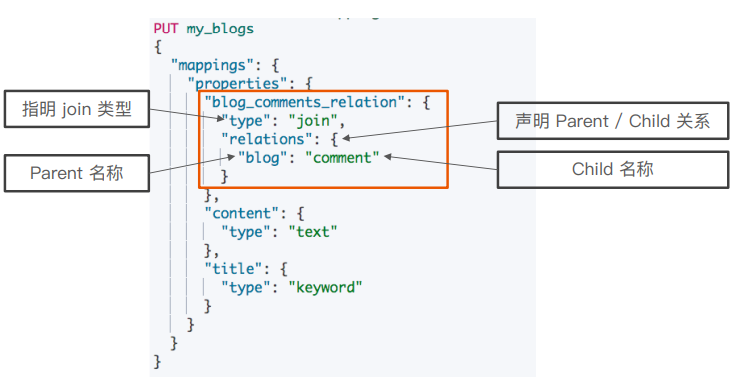 PUT my_blogs
{
"mappings": {
"properties": {
"blog_comments_relation": {
指明 join 类型
"type": "join",
声明 Parent / Child 关系
"relations": {
Parent 名称
"blog": "comment"
Child 名称
}
},
"content": {
"type": "text"
},
"title": {
"type": "keyword"
}
}
}
}